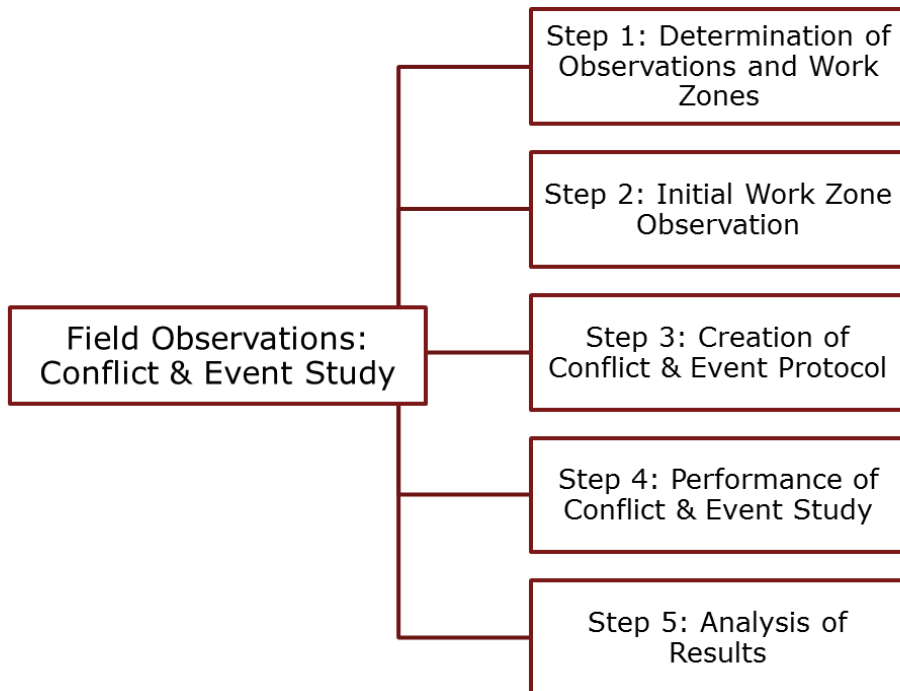 Field Observations:
Conflict & Event Study
Step 1: Determination of
Observations and Work
Zones
Step 2: Initial Work Zone
Observation
Step 3: Creation of
Conflict & Event Protocol
Step 4: Performance of
Conflict & Event Study
Step 5: Analysis of
Results